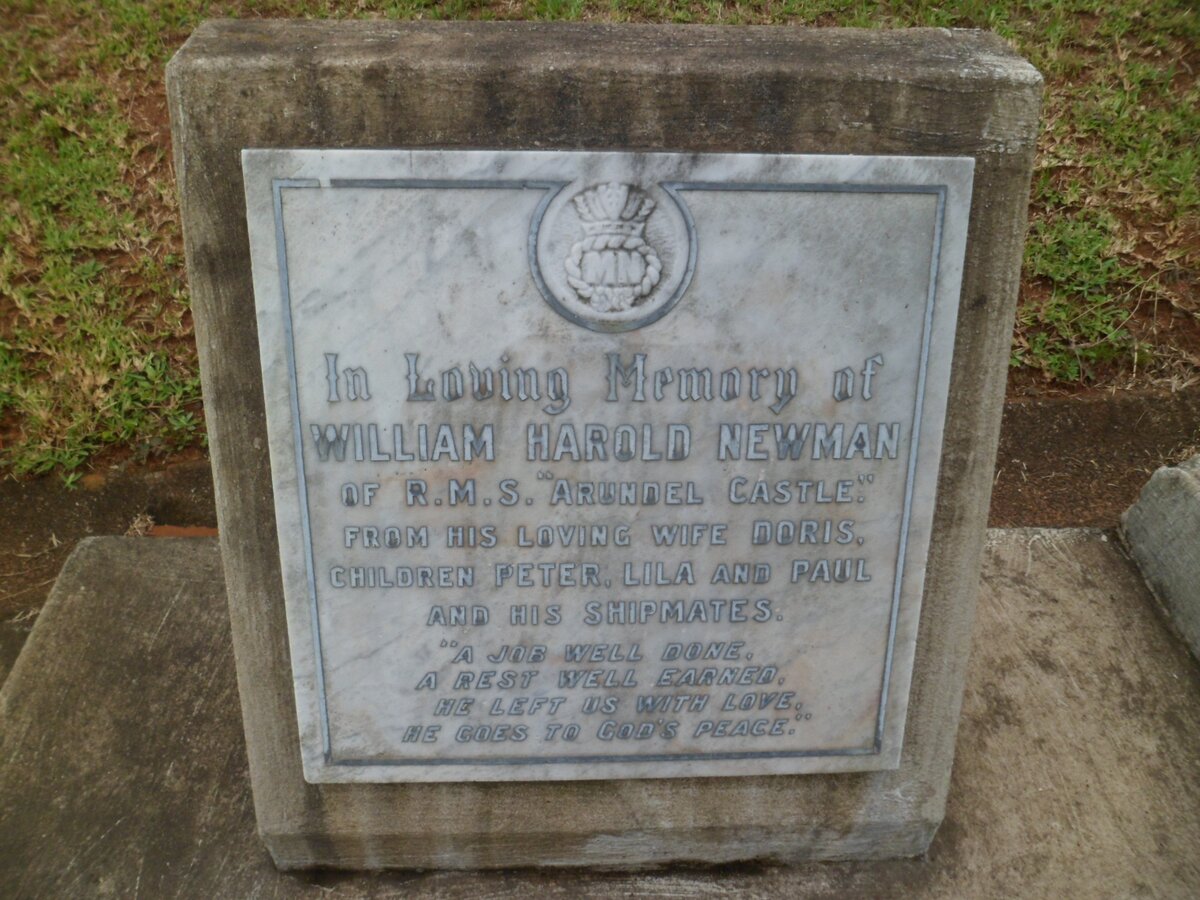 MN
In Loving Memory of
WILLIAM HAROLD NEWMAN
OF R.M.S. "ARUNDEL CASTLE."
FROM HIS LOVING WIFE DORIS,
CHILDREN PETER, LILA AND PAUL
AND HIS SHIPMATES.
"A JOB WELL DONE,
A REST WELL EARNED,
HE LEFT US WITH LOVE,
HE GOES TO GOD'S PEACE."